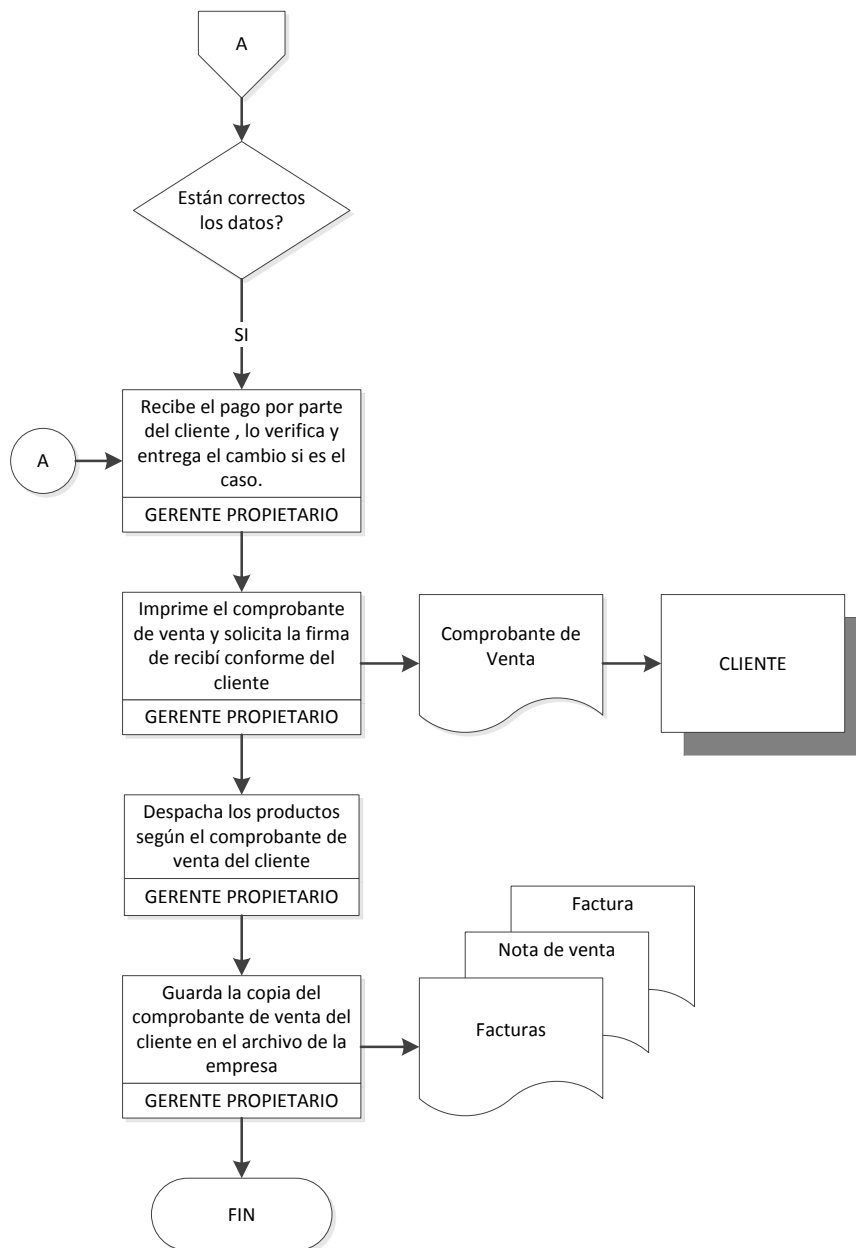 A
Están correctos
los datos?
SI
Recibe el pago por parte
del cliente , lo verifica y
entrega el cambio si es el
caso.
GERENTE PROPIETARIO
A
Imprime el comprobante
de venta y solicita la firma
de recibí conforme del
cliente
GERENTE PROPIETARIO
Comprobante de
Venta
CLIENTE
Despacha los productos
según el comprobante de
venta del cliente
GERENTE PROPIETARIO
Factura
Nota de venta
Facturas
Guarda la copia del
comprobante de venta del
cliente en el archivo de la
empresa
GERENTE PROPIETARIO
FIN